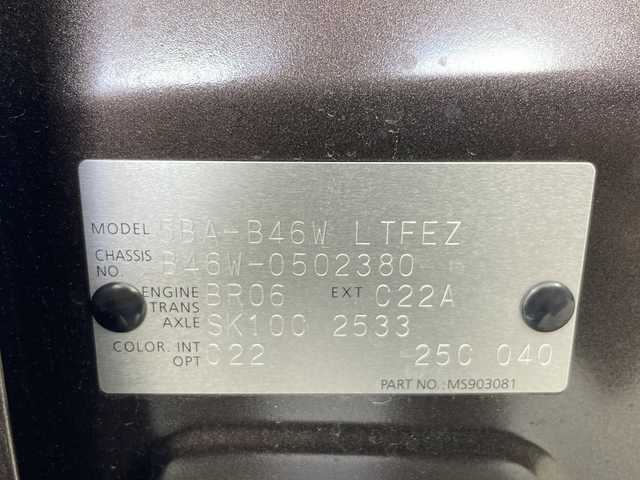 MODEL 5BA-B46W LTFEZ
CHASSIS NO. B46W-0502380
ENGINE BR06 EXT C22A
TRANS AXLE SK10C 2533
COLOR. INT OPT C22 25C 040
PART NO.: MS903081